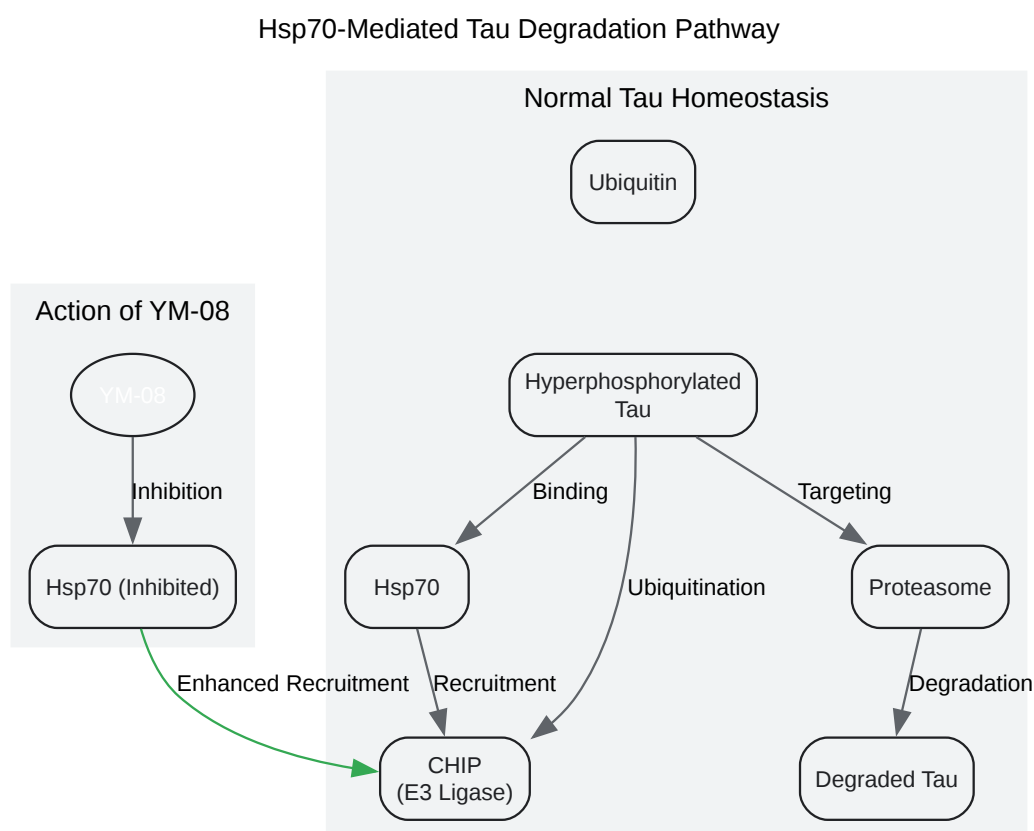 Hsp70-Mediated Tau Degradation Pathway
Normal Tau Homeostasis
Ubiquitin
Action of YM-08
YM-08
Hyperphosphorylated
Tau
Inhibition
Binding
Targeting
Hsp70 (Inhibited)
Hsp70
Ubiquitination
Proteasome
Enhanced Recruitment
Recruitment
Degradation
CHIP
(E3 Ligase)
Degraded Tau